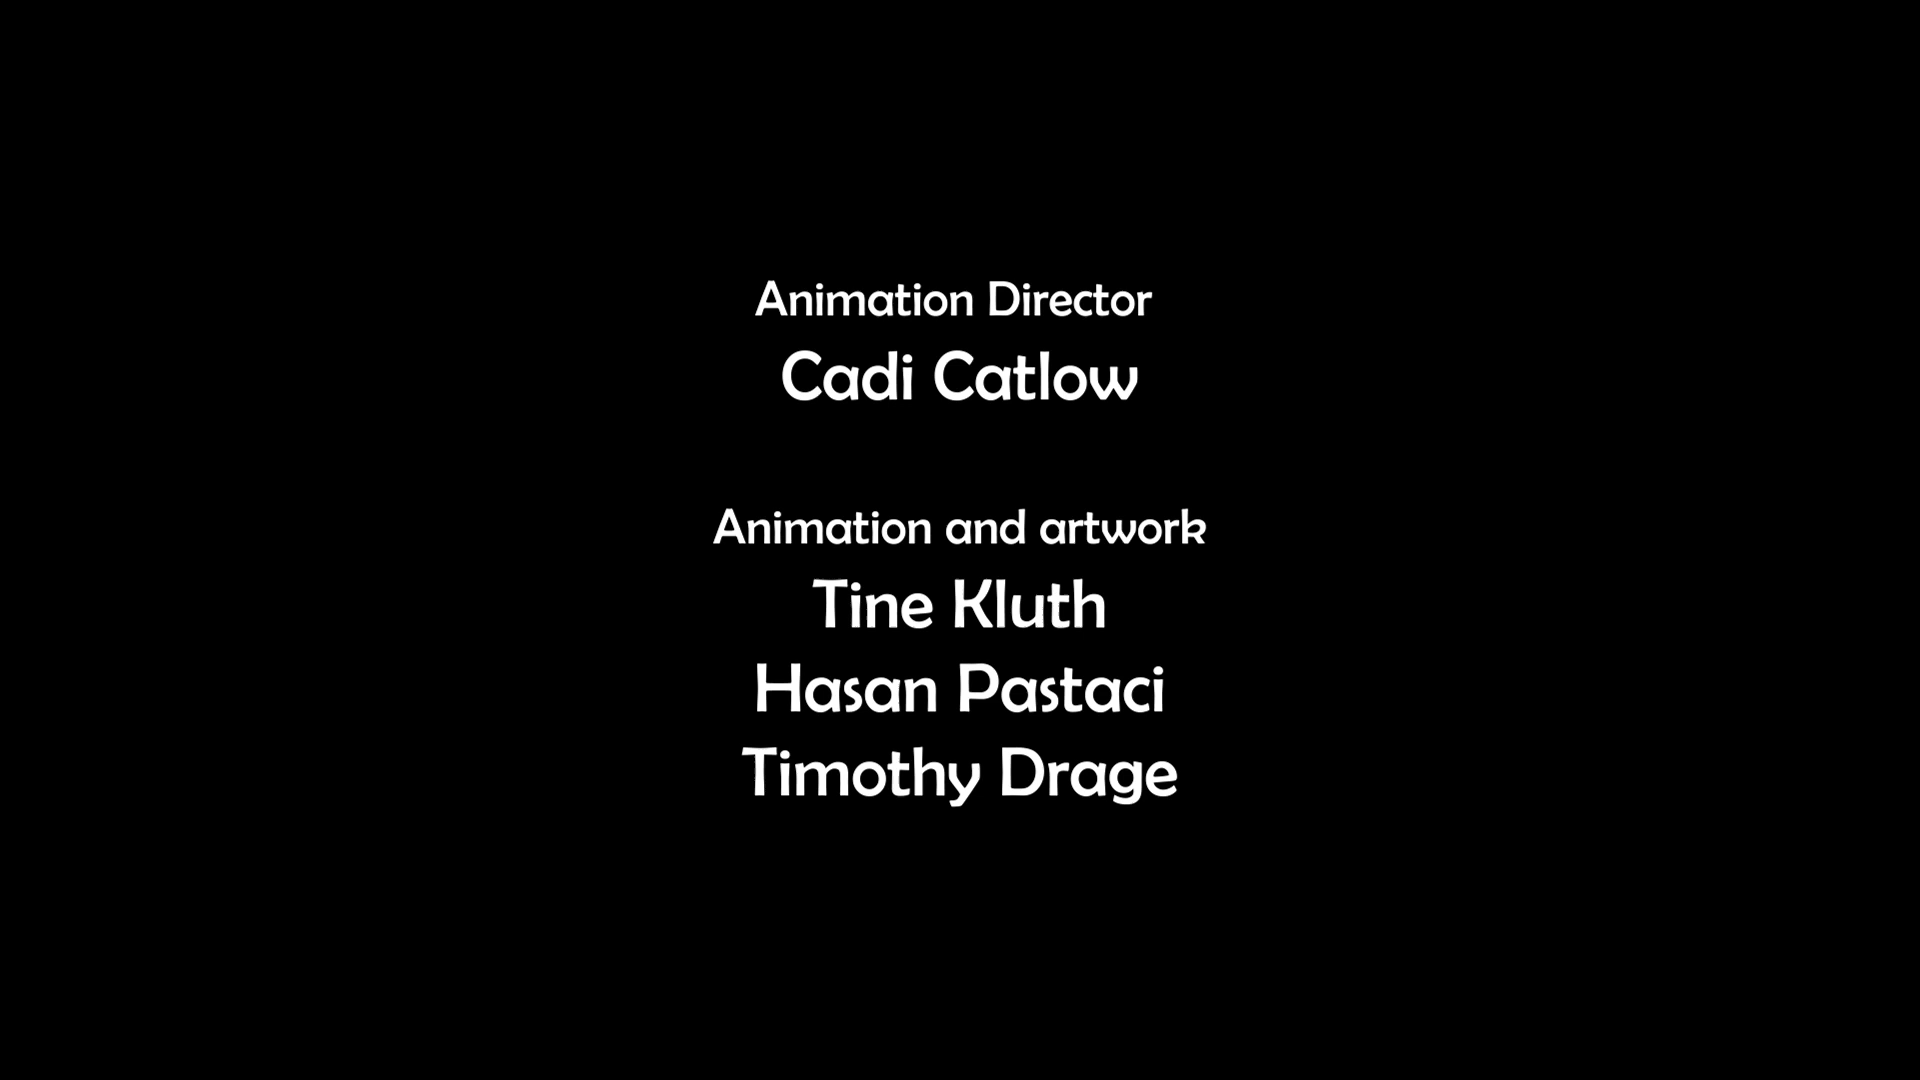 Animation Director
Cadi Catlow
Animation and artwork
Tine Kluth
Hasan Pastaci
Timothy Drage